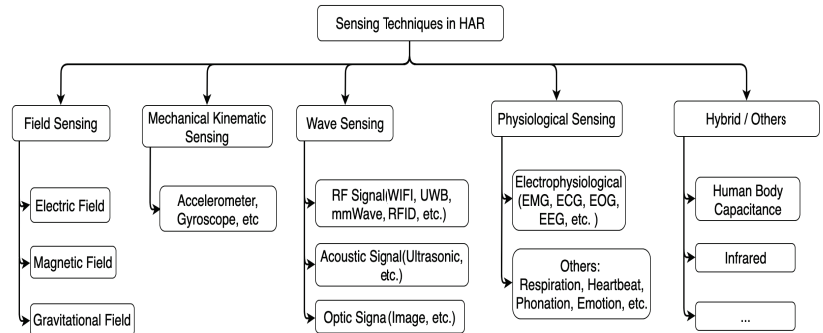 Sensing Techniques in HAR
Field Sensing
Electric Field
Magnetic Field
Gravitational Field
Mechanical Kinematic
Sensing
Accelerometer,
Gyroscope, etc
Wave Sensing
RF Signal(WIFI, UWB,
mmWave, RFID, etc.)
Acoustic Signal(Ultrasonic,
etc.)
Optic Signa (Image, etc.)
Physiological Sensing
Electrophysiological
(EMG, ECG, EOG,
EEG, etc. )
Others:
Respiration, Heartbeat,
Phonation, Emotion, etc.
Hybrid / Others
Human Body
Capacitance
Infrared
...